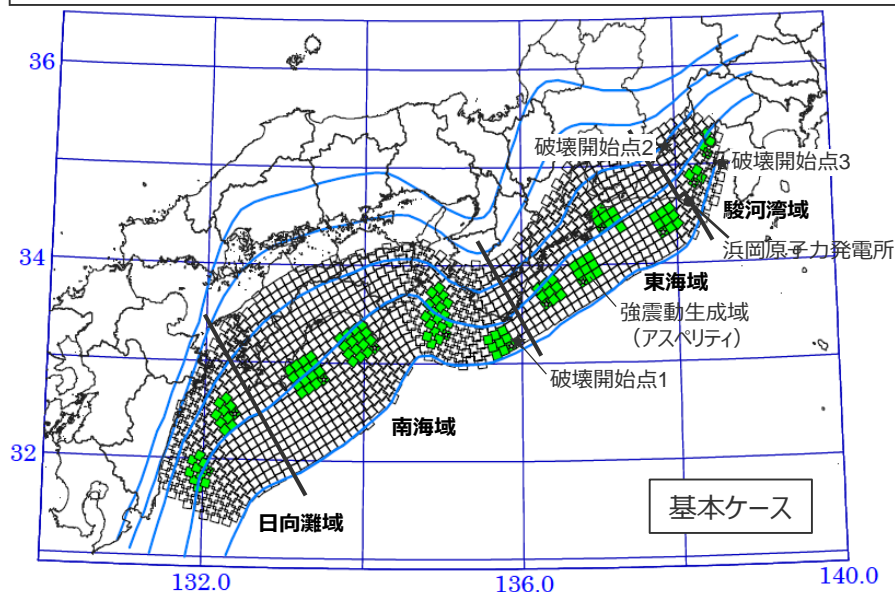 36
34
32
132.0
136.0
140.0
破壊開始点2
破壊開始点3
駿河湾域
浜岡原子力発電所
東海域
強震動生成域
（アスペリティ）
破壊開始点1
南海域
日向灘域
基本ケース